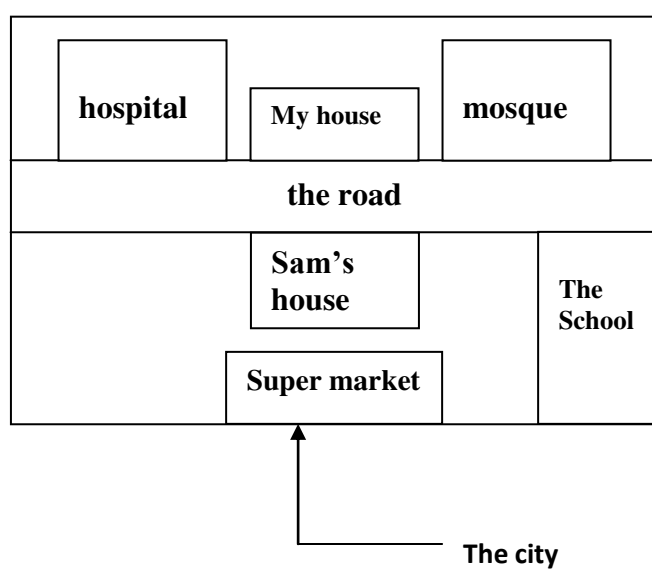 hospital
My house
mosque
the road
Sam’s
house
The
School
Super market
The city